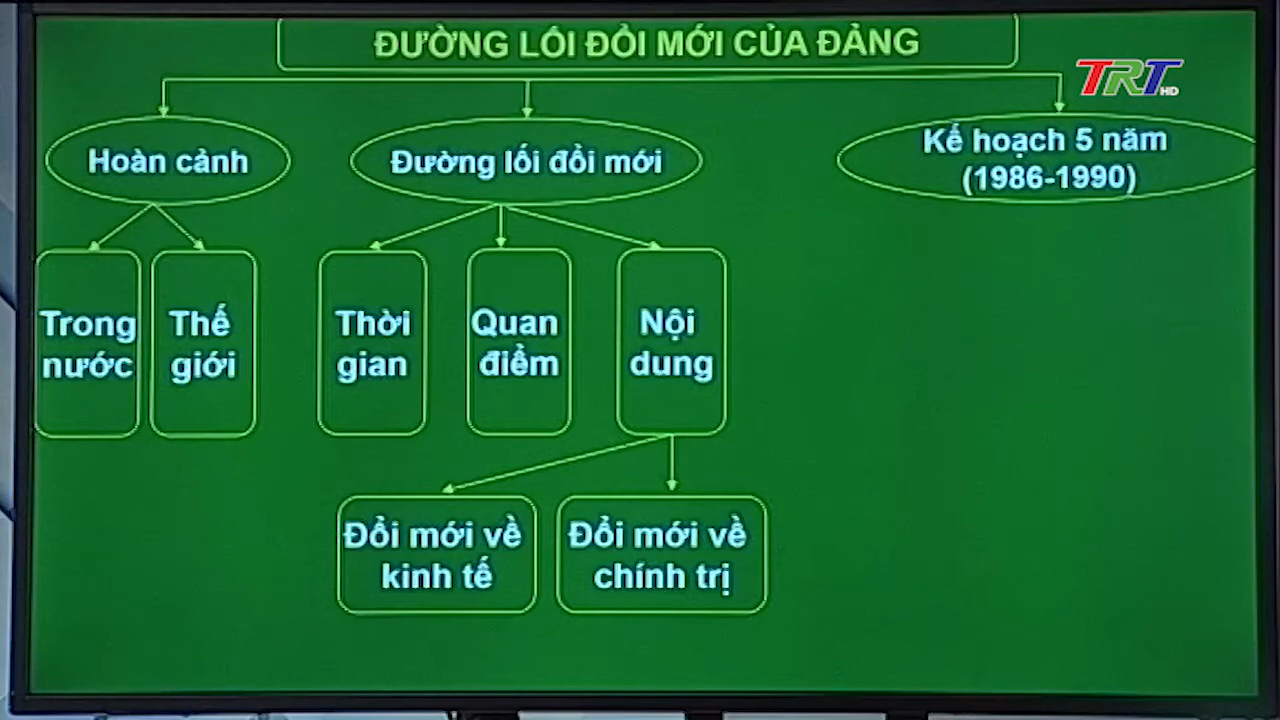 ĐƯỜNG LỐI ĐỔI MỚI CỦA ĐẢNG
TRT HD
Hoàn cảnh
Đường lối đổi mới
Kế hoạch 5 năm
(1986-1990)
Trong
nước
Thế
giới
Thời
gian
Quan
điểm
Nội
dung
Đổi mới về
kinh tế
Đổi mới về
chính trị